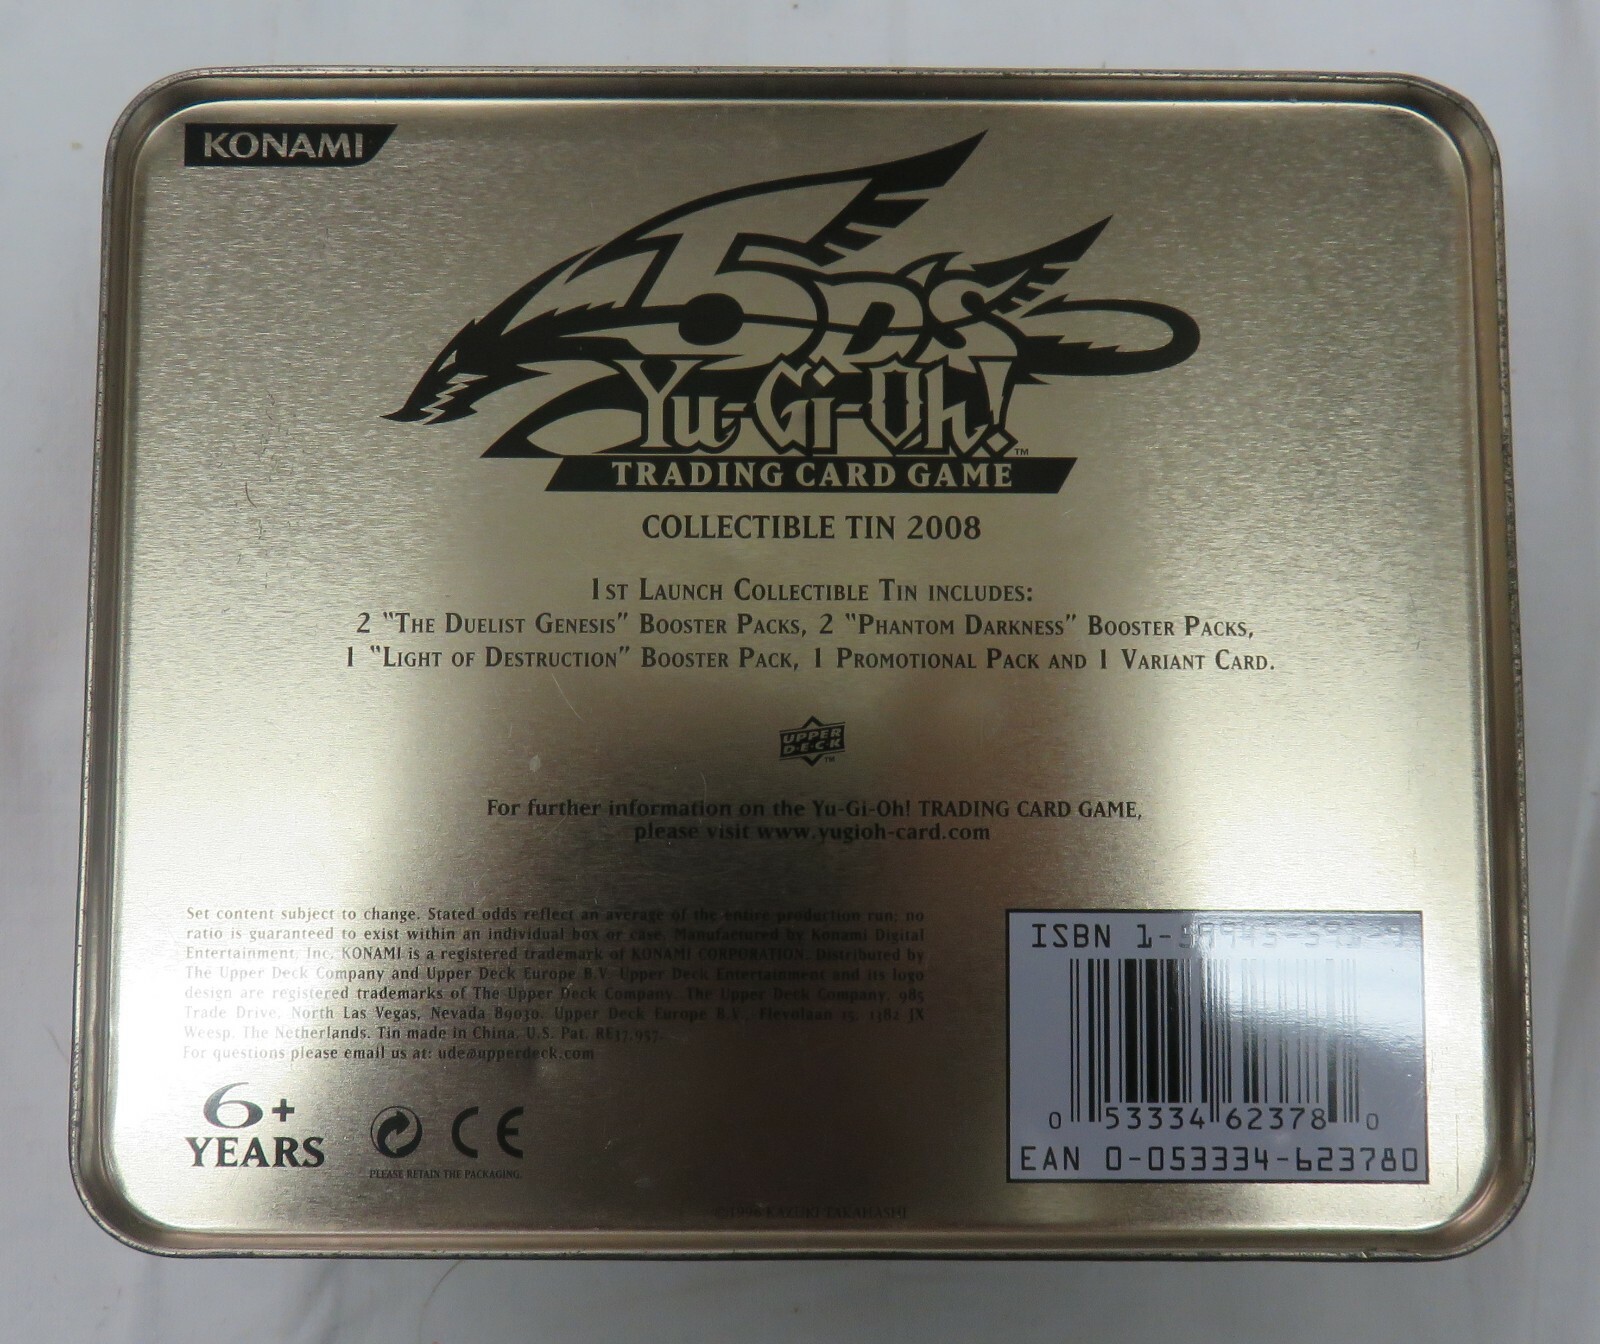 KONAMI
5D's
Yu-Gi-Oh!™
TRADING CARD GAME
COLLECTIBLE TIN 2008
1st Launch Collectible Tin includes:
2 "The Duelist Genesis" Booster Packs, 2 "Phantom Darkness" Booster Packs,
1 "Light of Destruction" Booster Pack, 1 Promotional Pack and 1 Variant Card.
UPPER
D·E·C·K
™
For further information on the Yu-Gi-Oh! TRADING CARD GAME,
please visit www.yugioh-card.com
Set content subject to change. Stated odds reflect an average of the entire production run; no
ratio is guaranteed to exist within an individual box or case. Manufactured by Konami Digital
Entertainment, Inc. KONAMI is a registered trademark of KONAMI CORPORATION. Distributed by
The Upper Deck Company and Upper Deck Europe B.V. Upper Deck Entertainment and its logo
design are registered trademarks of The Upper Deck Company. The Upper Deck Company, 985
Trade Drive, North Las Vegas, Nevada 89030. Upper Deck Europe B.V., Flevolaan 15, 1382 JX
Weesp, The Netherlands. Tin made in China. U.S. Pat. RE37,957.
For questions please email us at: ude@upperdeck.com
6+
YEARS
CE
PLEASE RETAIN THE PACKAGING.
©1996 KAZUKI TAKAHASHI
ISBN
0 53334 62378 0
EAN 0-053334-623780